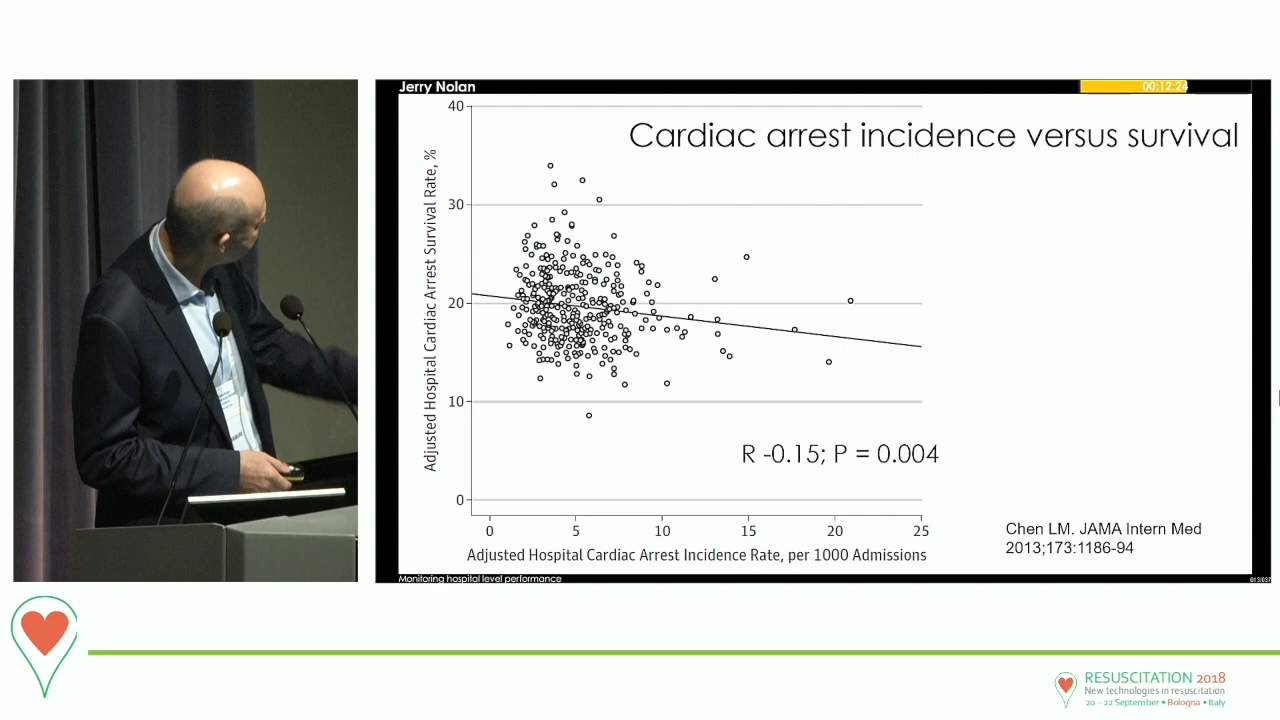 Jerry Nolan
00:12:24
Cardiac arrest incidence versus survival
Adjusted Hospital Cardiac Arrest Survival Rate, %
40
30
20
10
0
R -0.15; P = 0.004
0 5 10 15 20 25
Adjusted Hospital Cardiac Arrest Incidence Rate, per 1000 Admissions
Chen LM. JAMA Intern Med
2013;173:1186-94
Monitoring hospital level performance
013/037
RESUSCITATION 2018
New technologies in resuscitation
20 - 22 September • Bologna • Italy